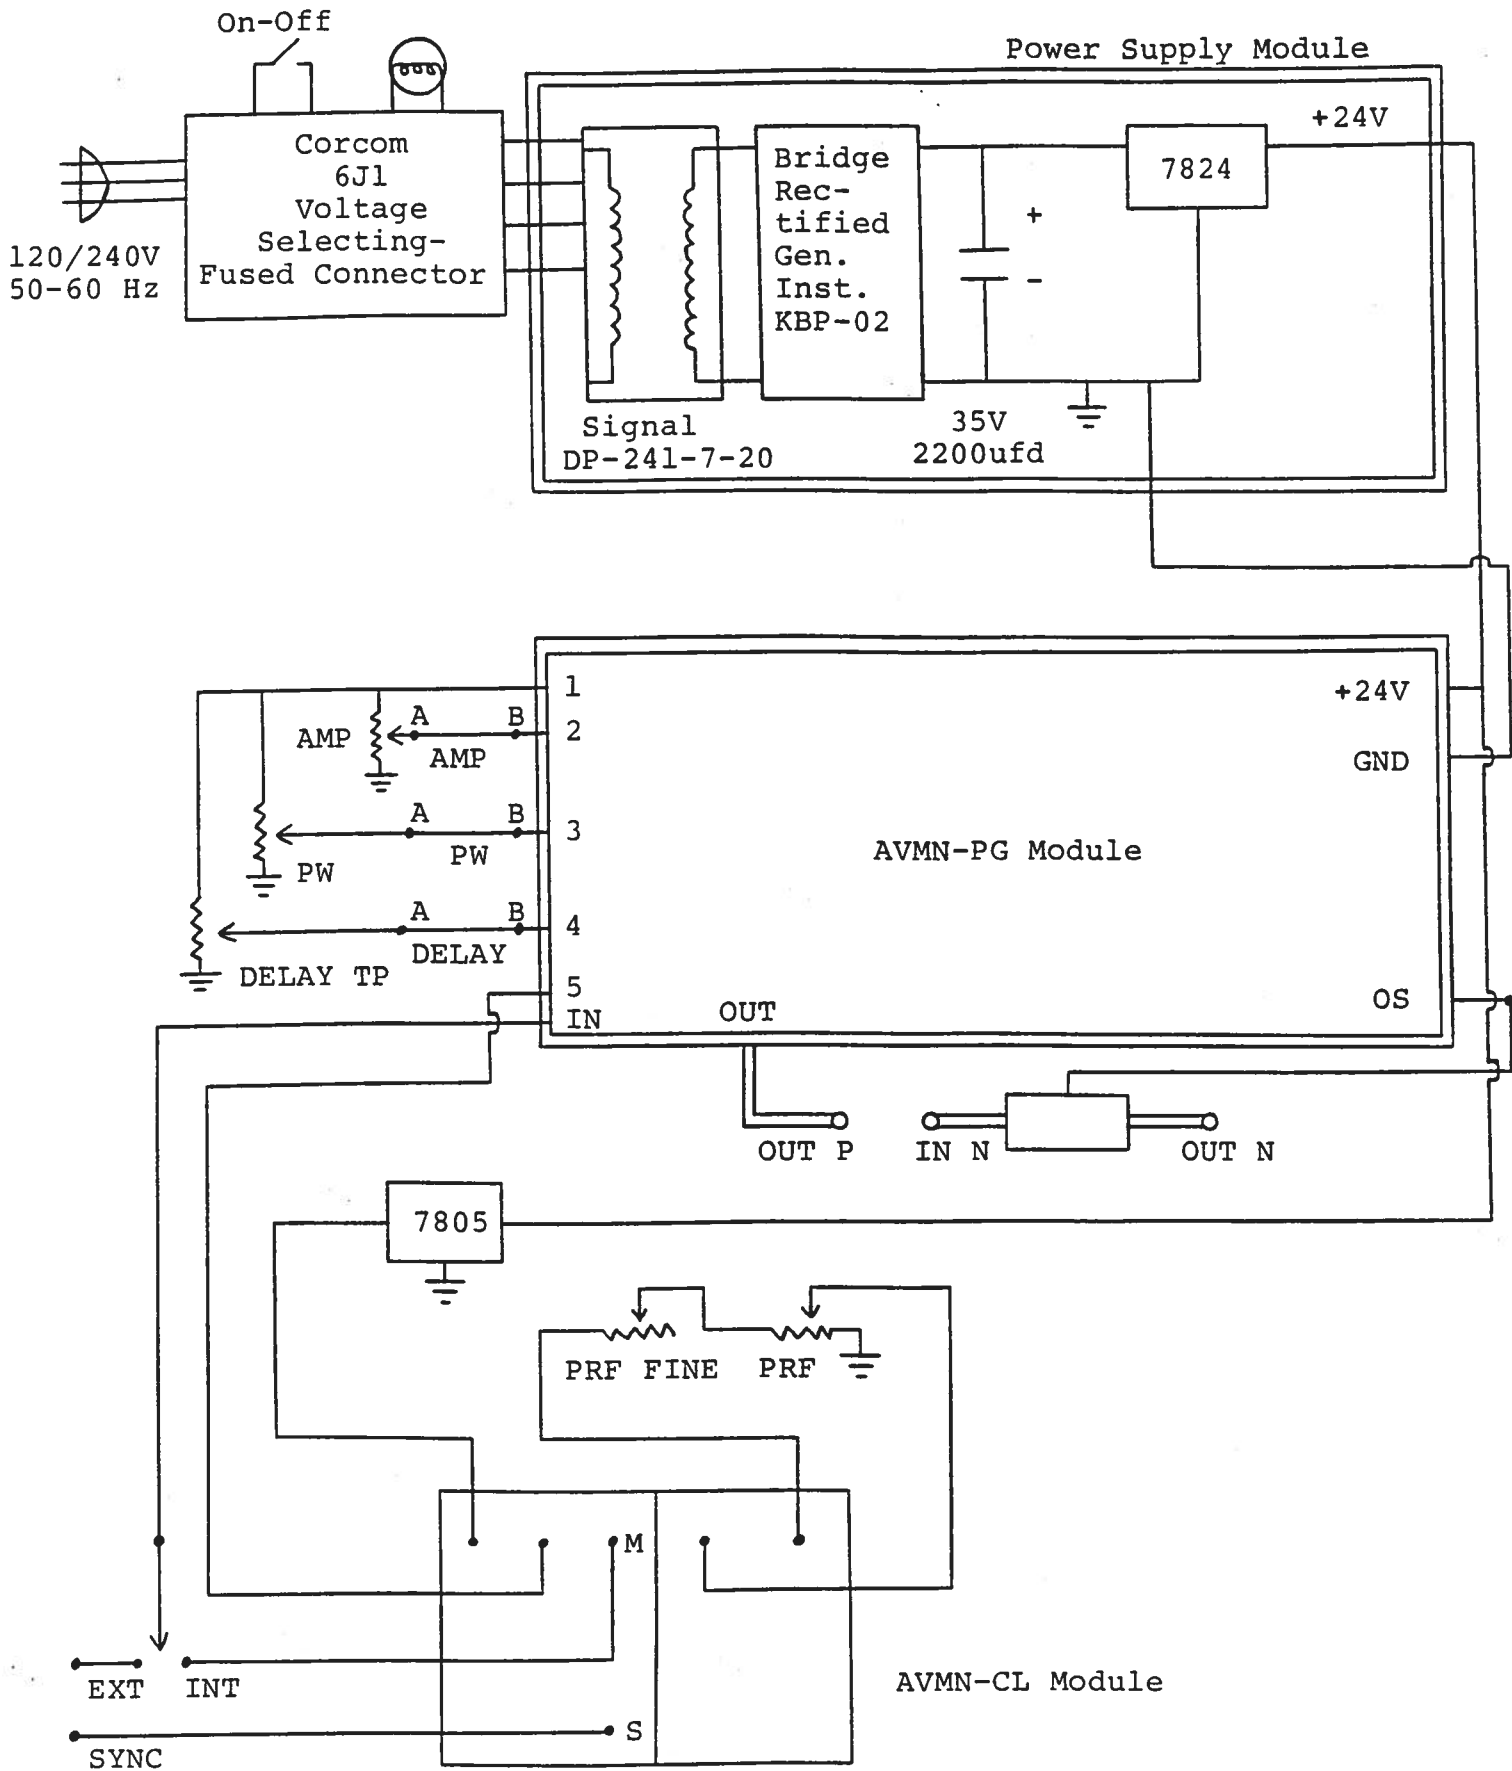 On-Off
Power Supply Module
Corcom
6J1
Voltage
Selecting-
Fused Connector
120/240V
50-60 Hz
Bridge
Rec-
tified
Gen.
Inst.
KBP-02
+
-
7824
+24V
Signal
DP-241-7-20
35V
2200ufd
1
2
3
4
5
IN
AMP
A
B
AMP
A
B
PW
PW
A
B
DELAY
DELAY TP
+24V
GND
AVMN-PG Module
OS
OUT
OUT P
IN N
OUT N
7805
PRF FINE
PRF
M
S
EXT
INT
SYNC
AVMN-CL Module